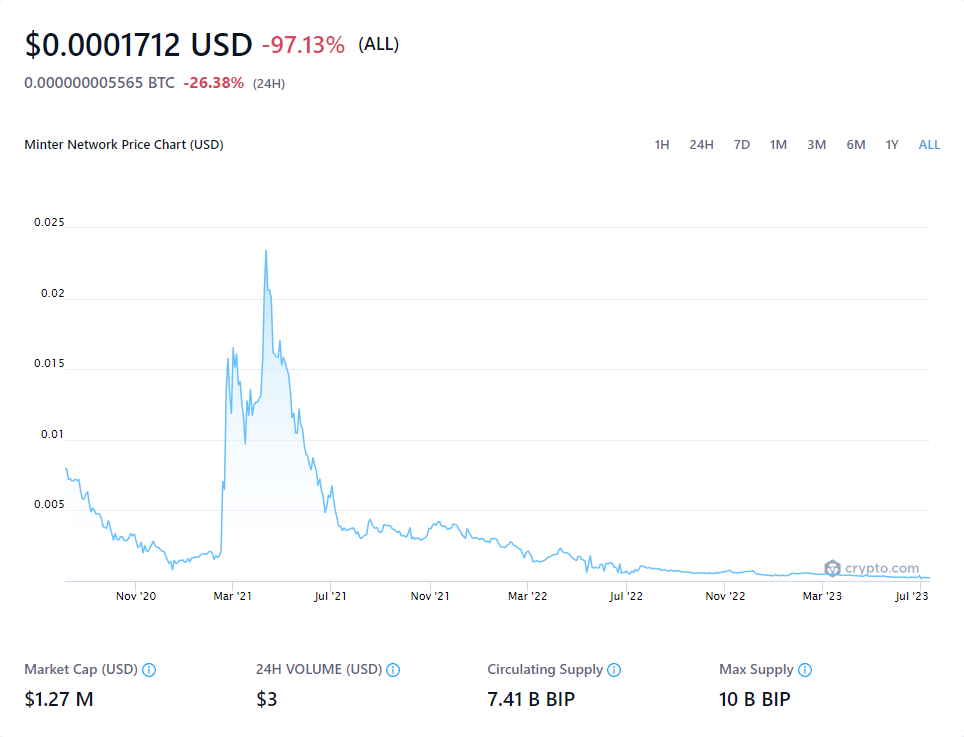 $0.0001712 USD -97.13% (ALL)
0.000000005565 BTC -26.38% (24H)
Minter Network Price Chart (USD) 1H 24H 7D 1M 3M 6M 1Y ALL
0.025
0.02
0.015
0.01
0.005
crypto.com
Nov '20 Mar '21 Jul '21 Nov '21 Mar '22 Jul '22 Nov '22 Mar '23 Jul '23
Market Cap (USD) 24H VOLUME (USD) Circulating Supply Max Supply
$1.27 M $3 7.41 B BIP 10 B BIP